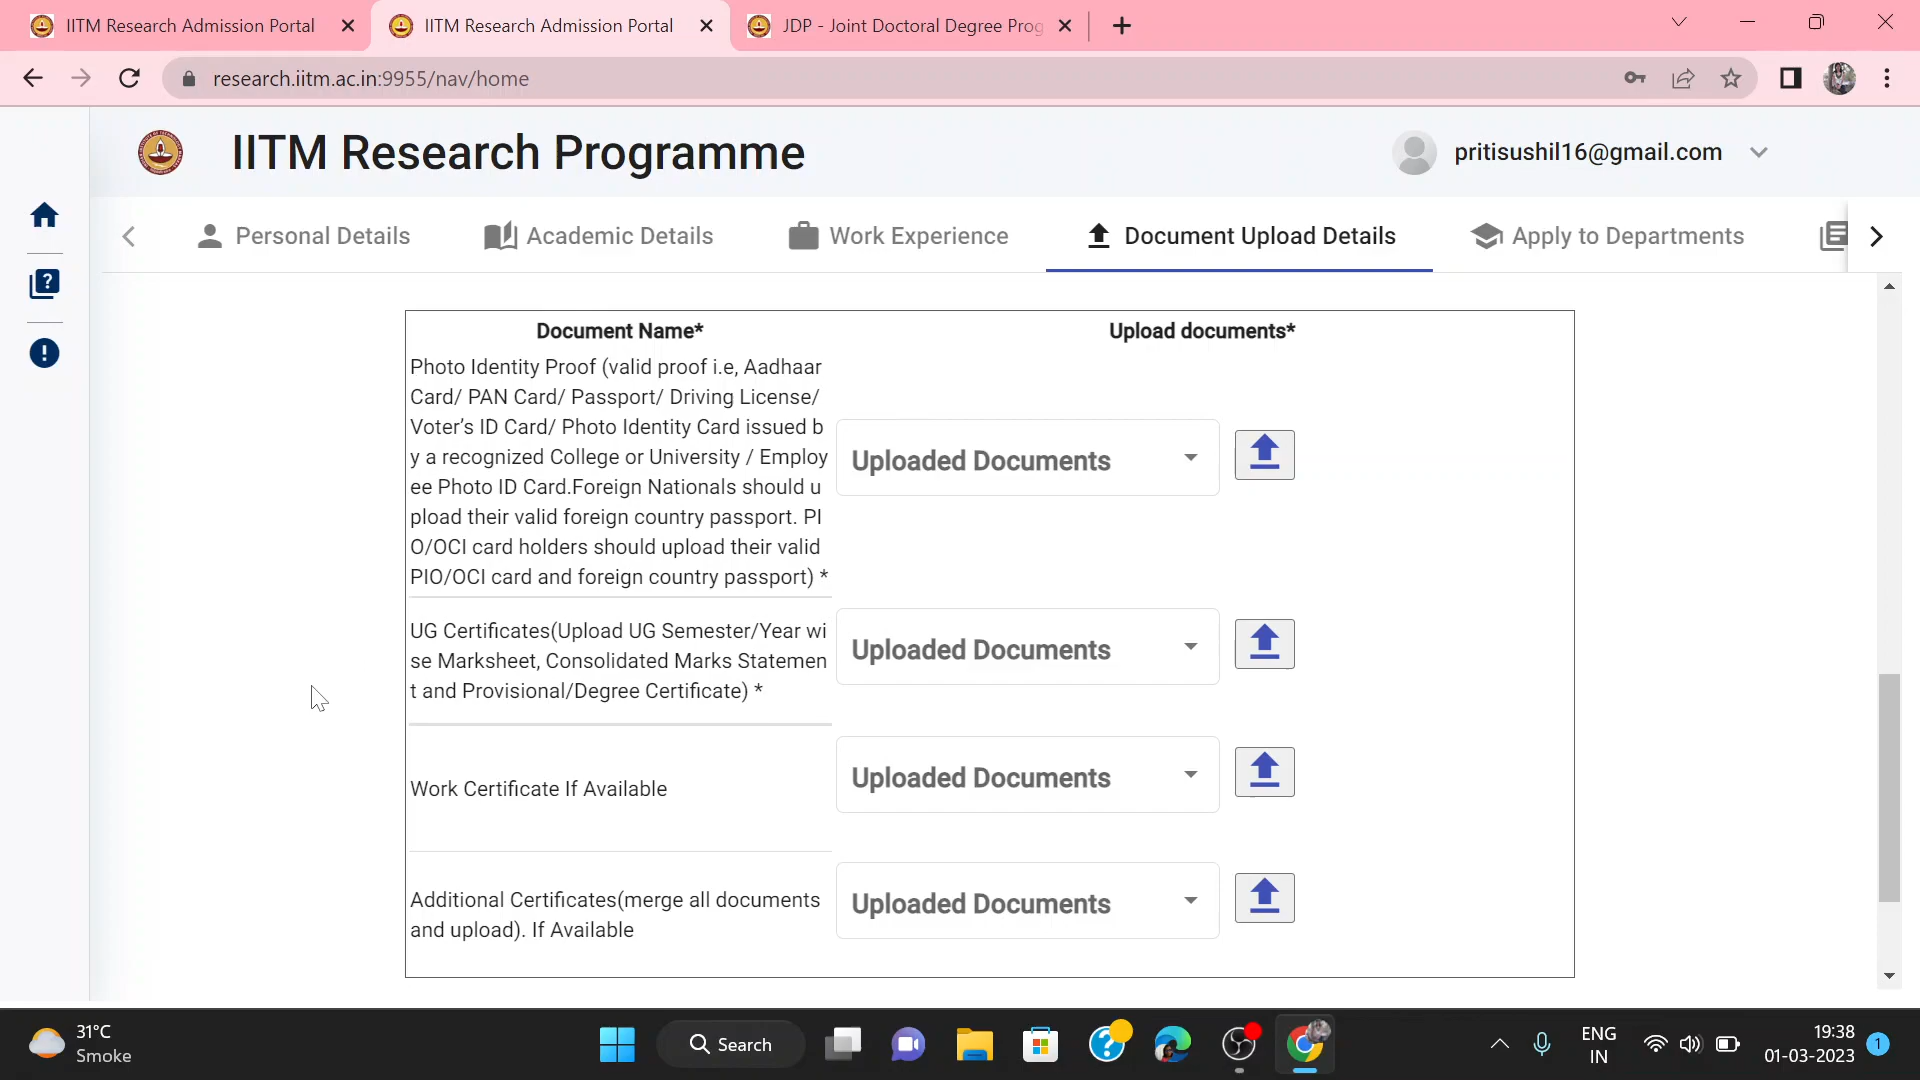 IITM Research Admission Portal
IITM Research Admission Portal
JDP - Joint Doctoral Degree Prog
research.iitm.ac.in:9955/nav/home
IITM Research Programme
pritisushil16@gmail.com
Personal Details
Academic Details
Work Experience
Document Upload Details
Apply to Departments
Document Name*
Upload documents*
Photo Identity Proof (valid proof i.e, Aadhaar
Card/ PAN Card/ Passport/ Driving License/
Voter’s ID Card/ Photo Identity Card issued b
y a recognized College or University / Employ
ee Photo ID Card.Foreign Nationals should u
pload their valid foreign country passport. PI
O/OCI card holders should upload their valid
PIO/OCI card and foreign country passport) *
Uploaded Documents
UG Certificates(Upload UG Semester/Year wi
se Marksheet, Consolidated Marks Statemen
t and Provisional/Degree Certificate) *
Uploaded Documents
Work Certificate If Available
Uploaded Documents
Additional Certificates(merge all documents
and upload). If Available
Uploaded Documents
31°C
Smoke
Search
ENG
IN
19:38
01-03-2023
1